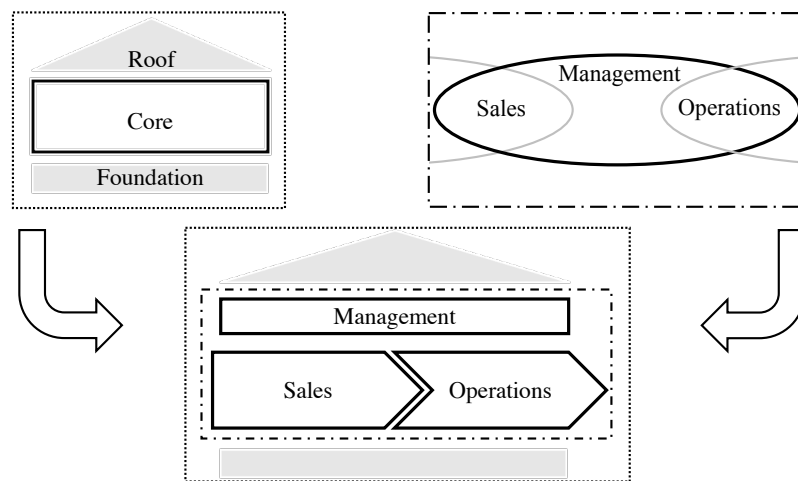 Roof
Core
Foundation
Management
Sales
Operations
Management
Sales
Operations